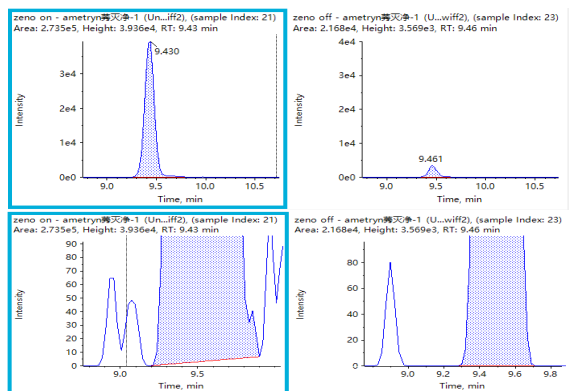 zeno on - ametryn莠灭净-1 (Un...iff2), (sample Index: 21)
Area: 2.735e5, Height: 3.936e4, RT: 9.43 min
9.430
3e4
2e4
1e4
0e0
9.0 9.5 10.0 10.5
Intensity
Time, min
zeno off - ametryn莠灭净-1 (U...wiff2), (sample Index: 23)
Area: 2.168e4, Height: 3.569e3, RT: 9.46 min
4e4
3e4
2e4
1e4
0e0
9.461
9.0 9.5 10.0 10.5
Intensity
Time, min
zeno on - ametryn莠灭净-1 (Un...iff2), (sample Index: 21)
Area: 2.735e5, Height: 3.936e4, RT: 9.43 min
90
80
70
60
50
40
30
20
10
0
9.0 9.5
Intensity
Time, min
zeno off - ametryn莠灭净-1 (U...wiff2), (sample Index: 23)
Area: 2.168e4, Height: 3.569e3, RT: 9.46 min
80
60
40
20
0
9.0 9.2 9.4 9.6 9.8
Intensity
Time, min